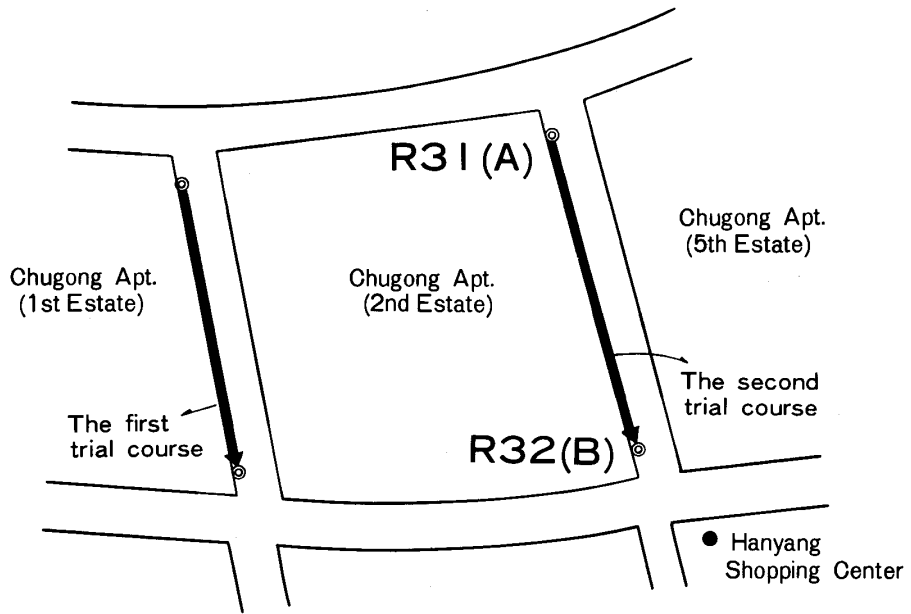 R31(A)
Chugong Apt.
(5th Estate)
Chugong Apt.
(1st Estate)
Chugong Apt.
(2nd Estate)
The first
trial course
The second
trial course
R32(B)
Hanyang
Shopping Center